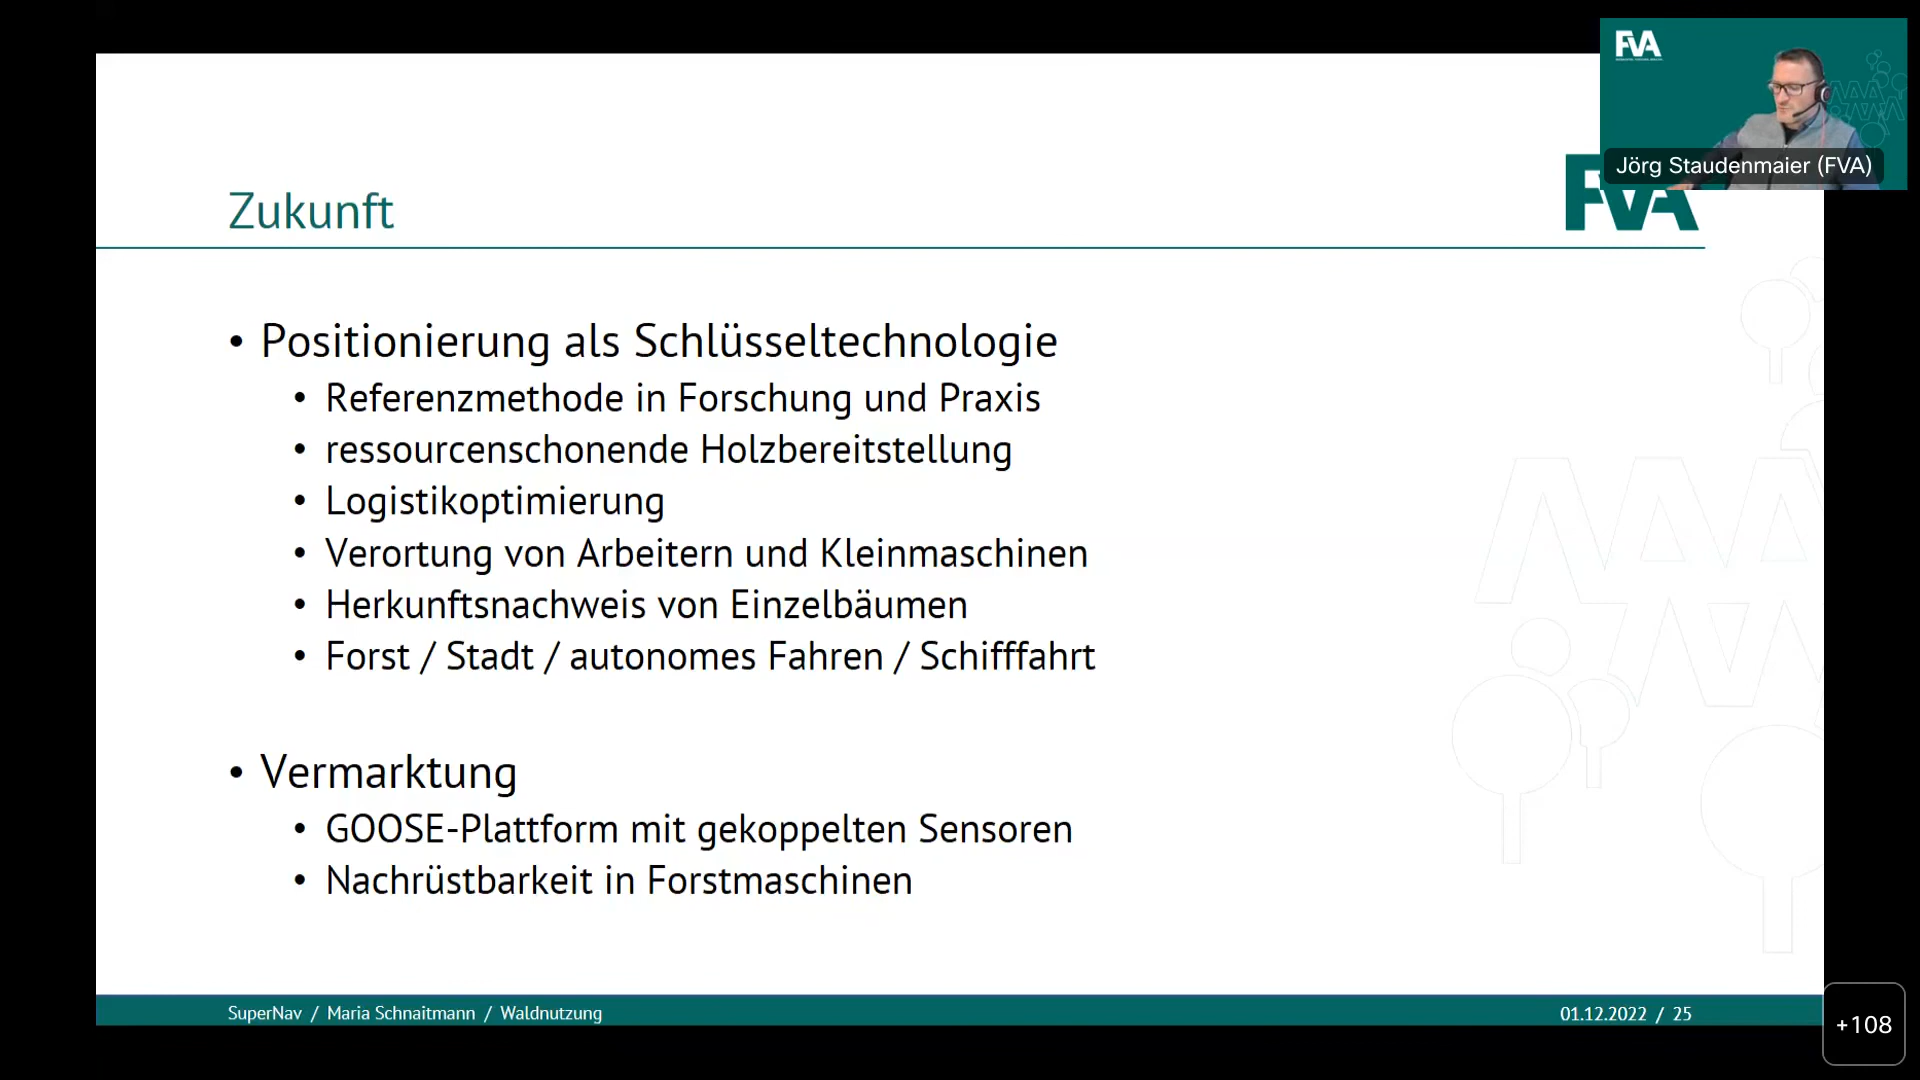 FVA
Jörg Staudenmaier (FVA)
FVA
Zukunft
• Positionierung als Schlüsseltechnologie
• Referenzmethode in Forschung und Praxis
• ressourcenschonende Holzbereitstellung
• Logistikoptimierung
• Verortung von Arbeitern und Kleinmaschinen
• Herkunftsnachweis von Einzelbäumen
• Forst / Stadt / autonomes Fahren / Schifffahrt
• Vermarktung
• GOOSE-Plattform mit gekoppelten Sensoren
• Nachrüstbarkeit in Forstmaschinen
SuperNav / Maria Schnaitmann / Waldnutzung
01.12.2022 / 25
+108